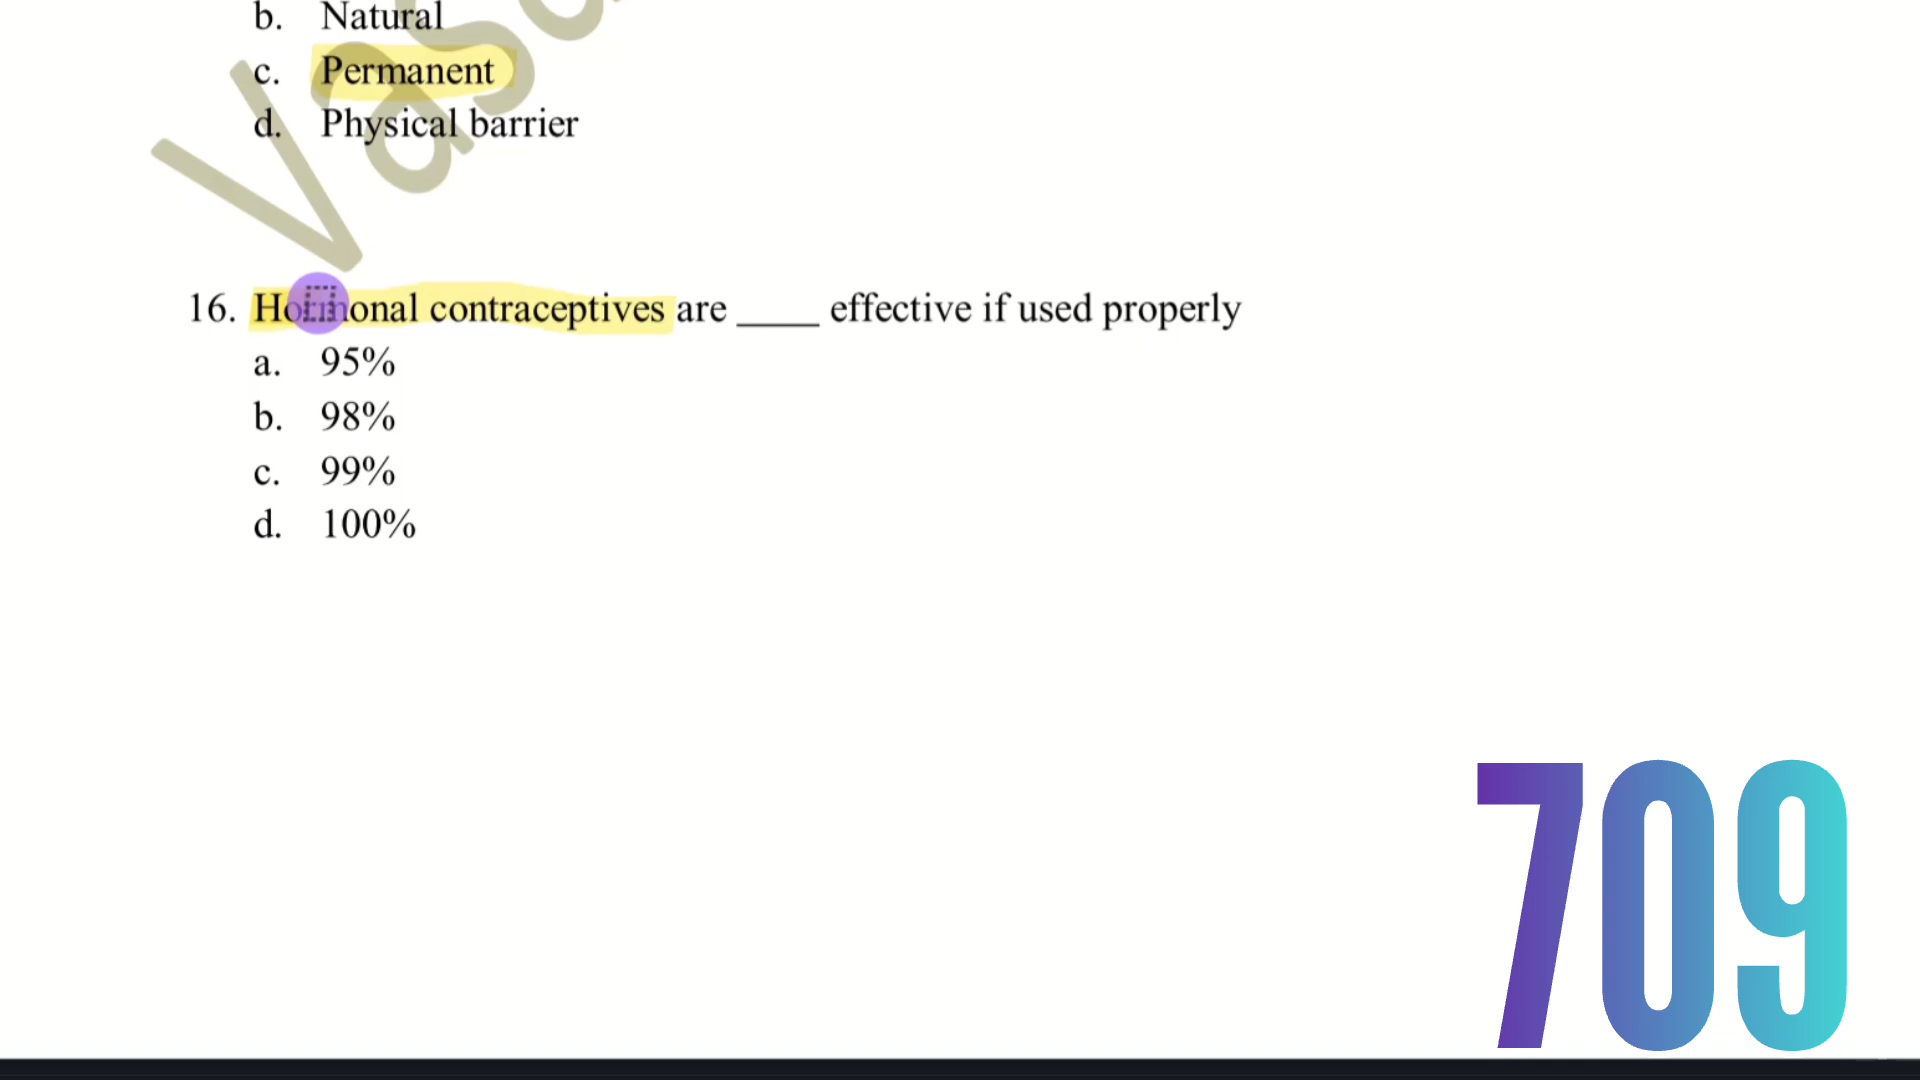 b. Natural
c. Permanent
d. Physical barrier
16. Hormonal contraceptives are ____ effective if used properly
a. 95%
b. 98%
c. 99%
d. 100%
709